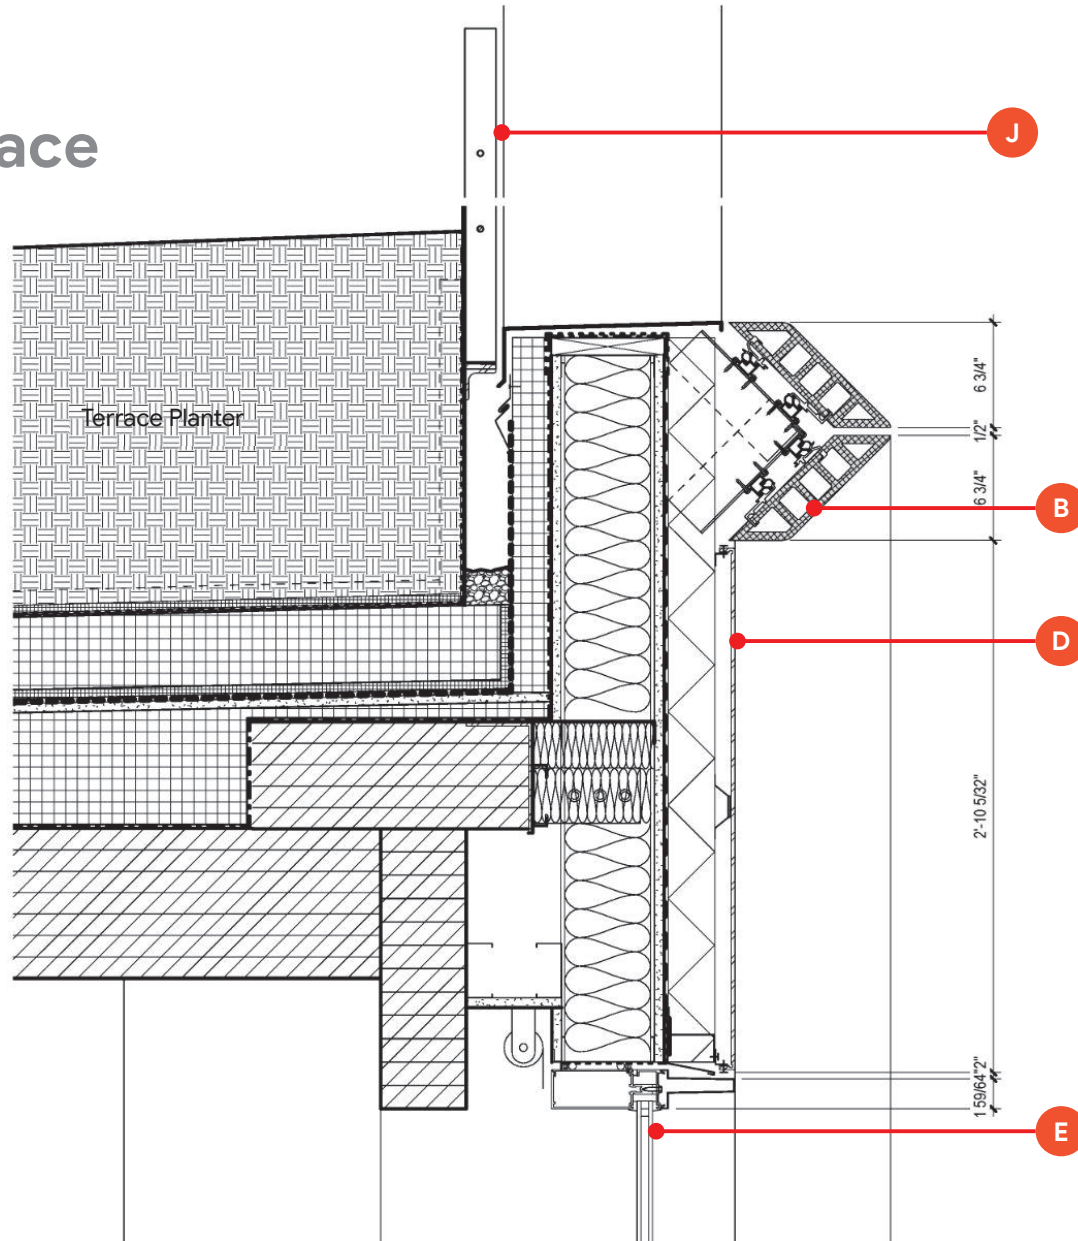 J
ace
Terrace Planter
6 3/4"
1/2"
6 3/4"
B
D
2'-10 5/32"
2"
1 59/64"
E